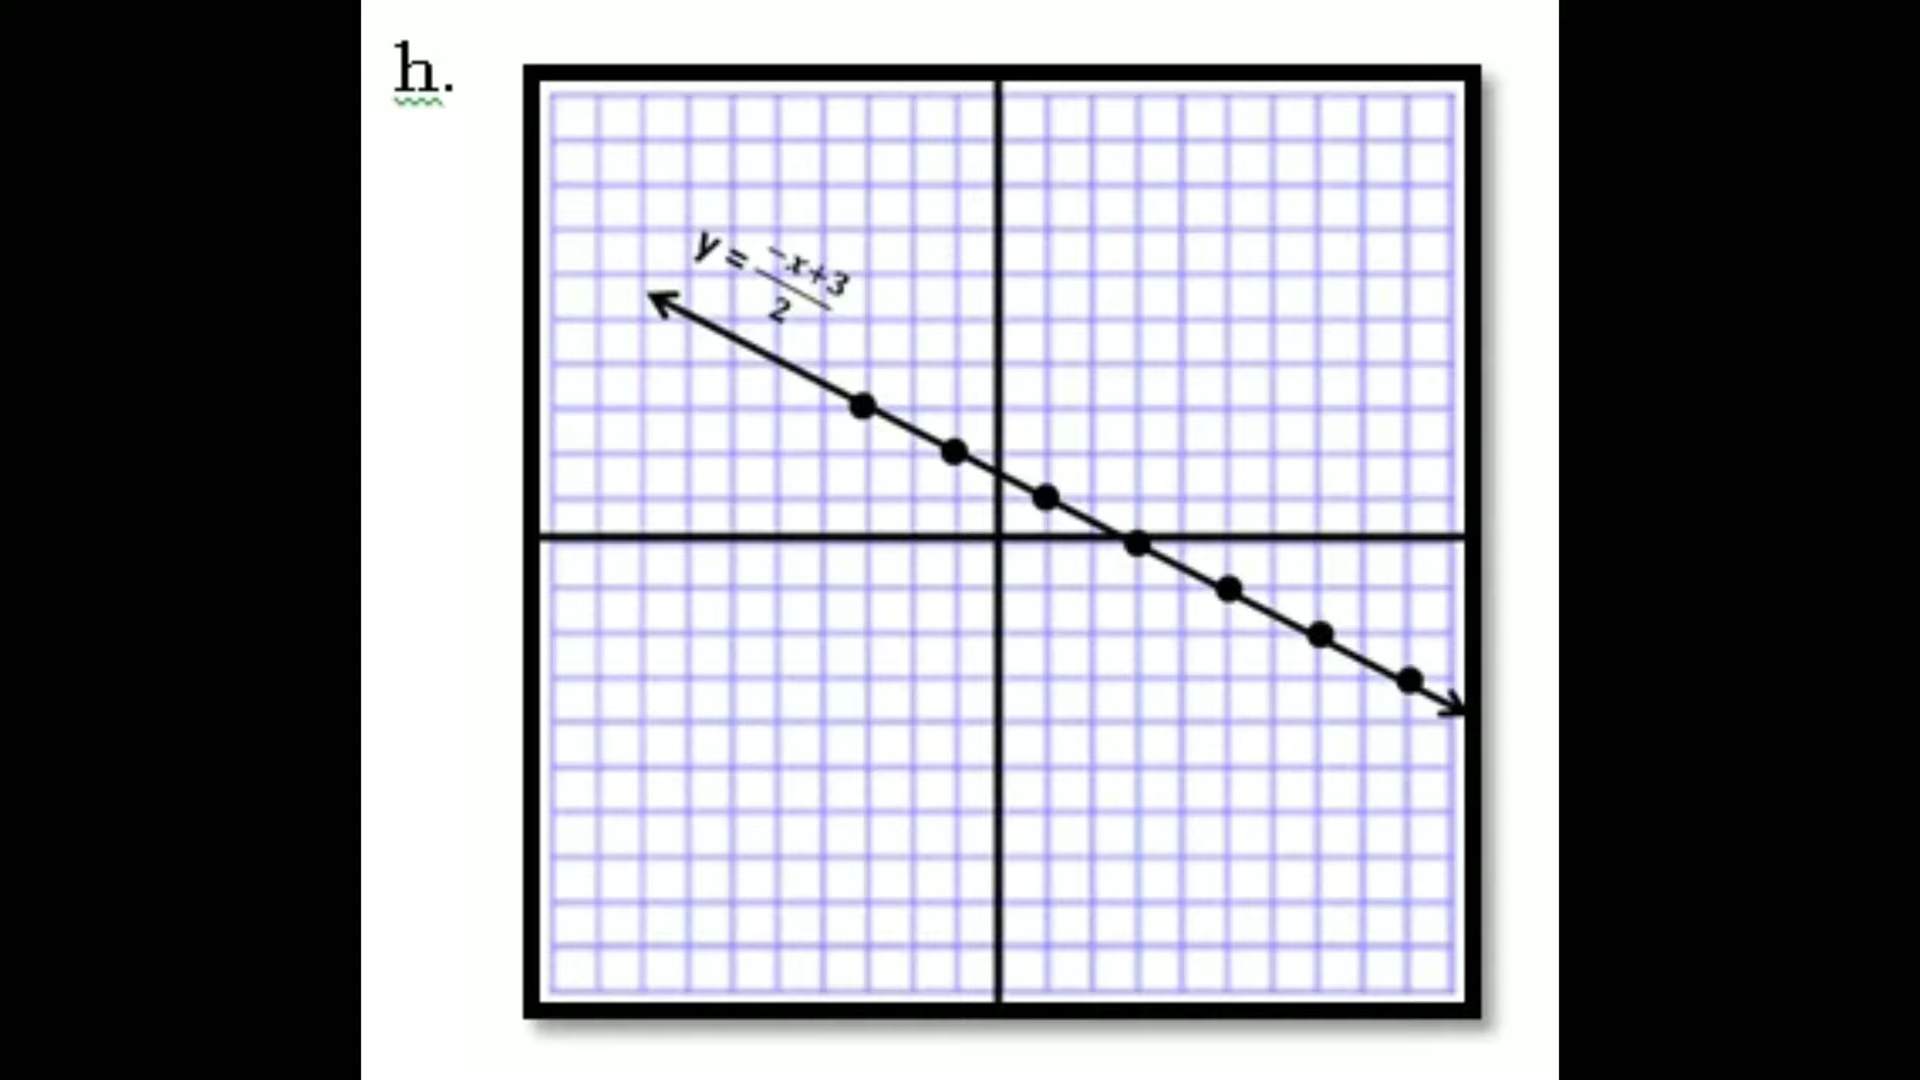 h.
y = −x+3
2